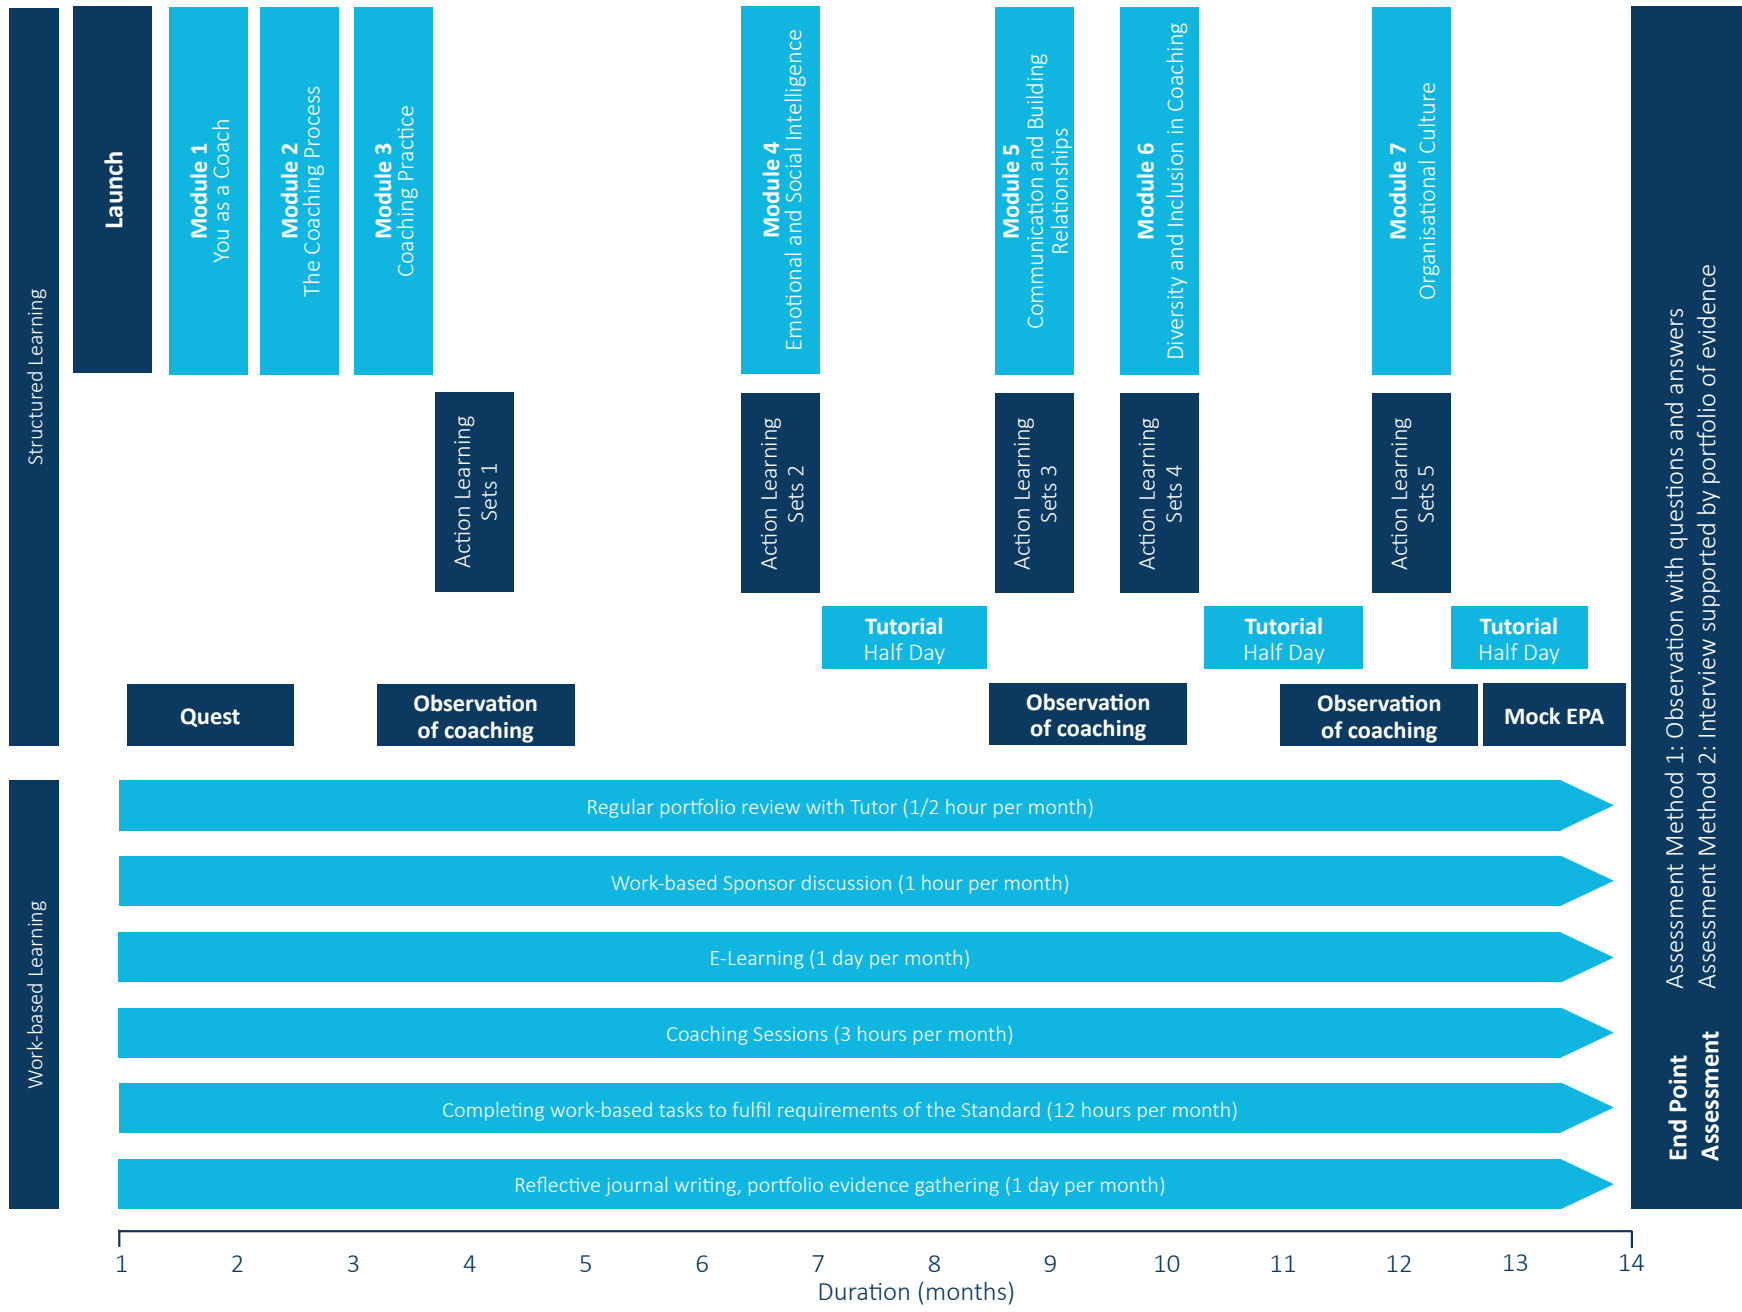 Structured Learning
Launch
Module 1
You as a Coach
Module 2
The Coaching Process
Module 3
Coaching Practice
Module 4
Emotional and Social Intelligence
Module 5
Communication and Building
Relationships
Module 6
Diversity and Inclusion in Coaching
Module 7
Organisational Culture
Action Learning
Sets 1
Action Learning
Sets 2
Action Learning
Sets 3
Action Learning
Sets 4
Action Learning
Sets 5
Tutorial
Half Day
Tutorial
Half Day
Tutorial
Half Day
Quest
Observation
of coaching
Observation
of coaching
Observation
of coaching
Mock EPA
Work-based Learning
Regular portfolio review with Tutor (1/2 hour per month)
Work-based Sponsor discussion (1 hour per month)
E-Learning (1 day per month)
Coaching Sessions (3 hours per month)
Completing work-based tasks to fulfil requirements of the Standard (12 hours per month)
Reflective journal writing, portfolio evidence gathering (1 day per month)
End Point
Assessment
Assessment Method 1: Observation with questions and answers
Assessment Method 2: Interview supported by portfolio of evidence
1 2 3 4 5 6 7 8 9 10 11 12 13 14
Duration (months)